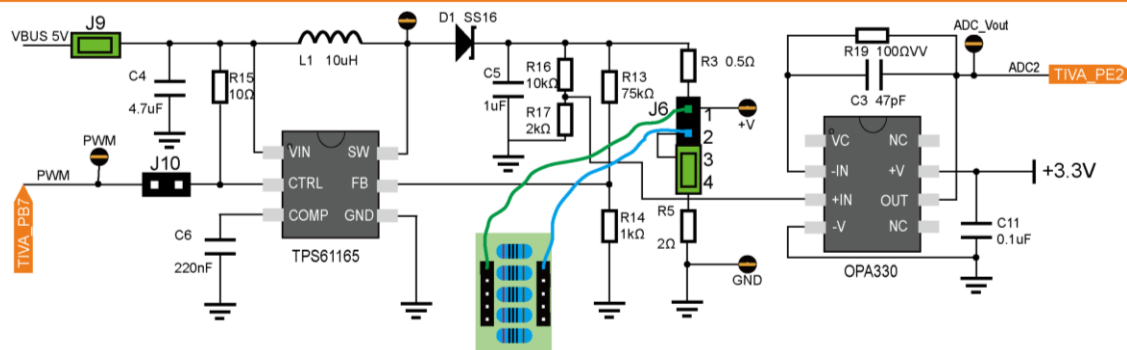 J9
VBUS 5V
L1 10uH
D1 SS16
C4
4.7uF
R15
10Ω
C5
1uF
R16
10kΩ
R17
2kΩ
R13
75kΩ
R3 0.5Ω
J6
1
2
3
4
+V
R19 100ΩVV
C3 47pF
ADC_Vout
ADC2
TIVA_PE2
PWM
PWM
J10
TIVA_PB7
VIN
SW
CTRL
FB
COMP
GND
TPS61165
C6
220nF
R14
1kΩ
R5
2Ω
GND
VC
NC
-IN
+V
+IN
OUT
-V
NC
OPA330
+3.3V
C11
0.1uF